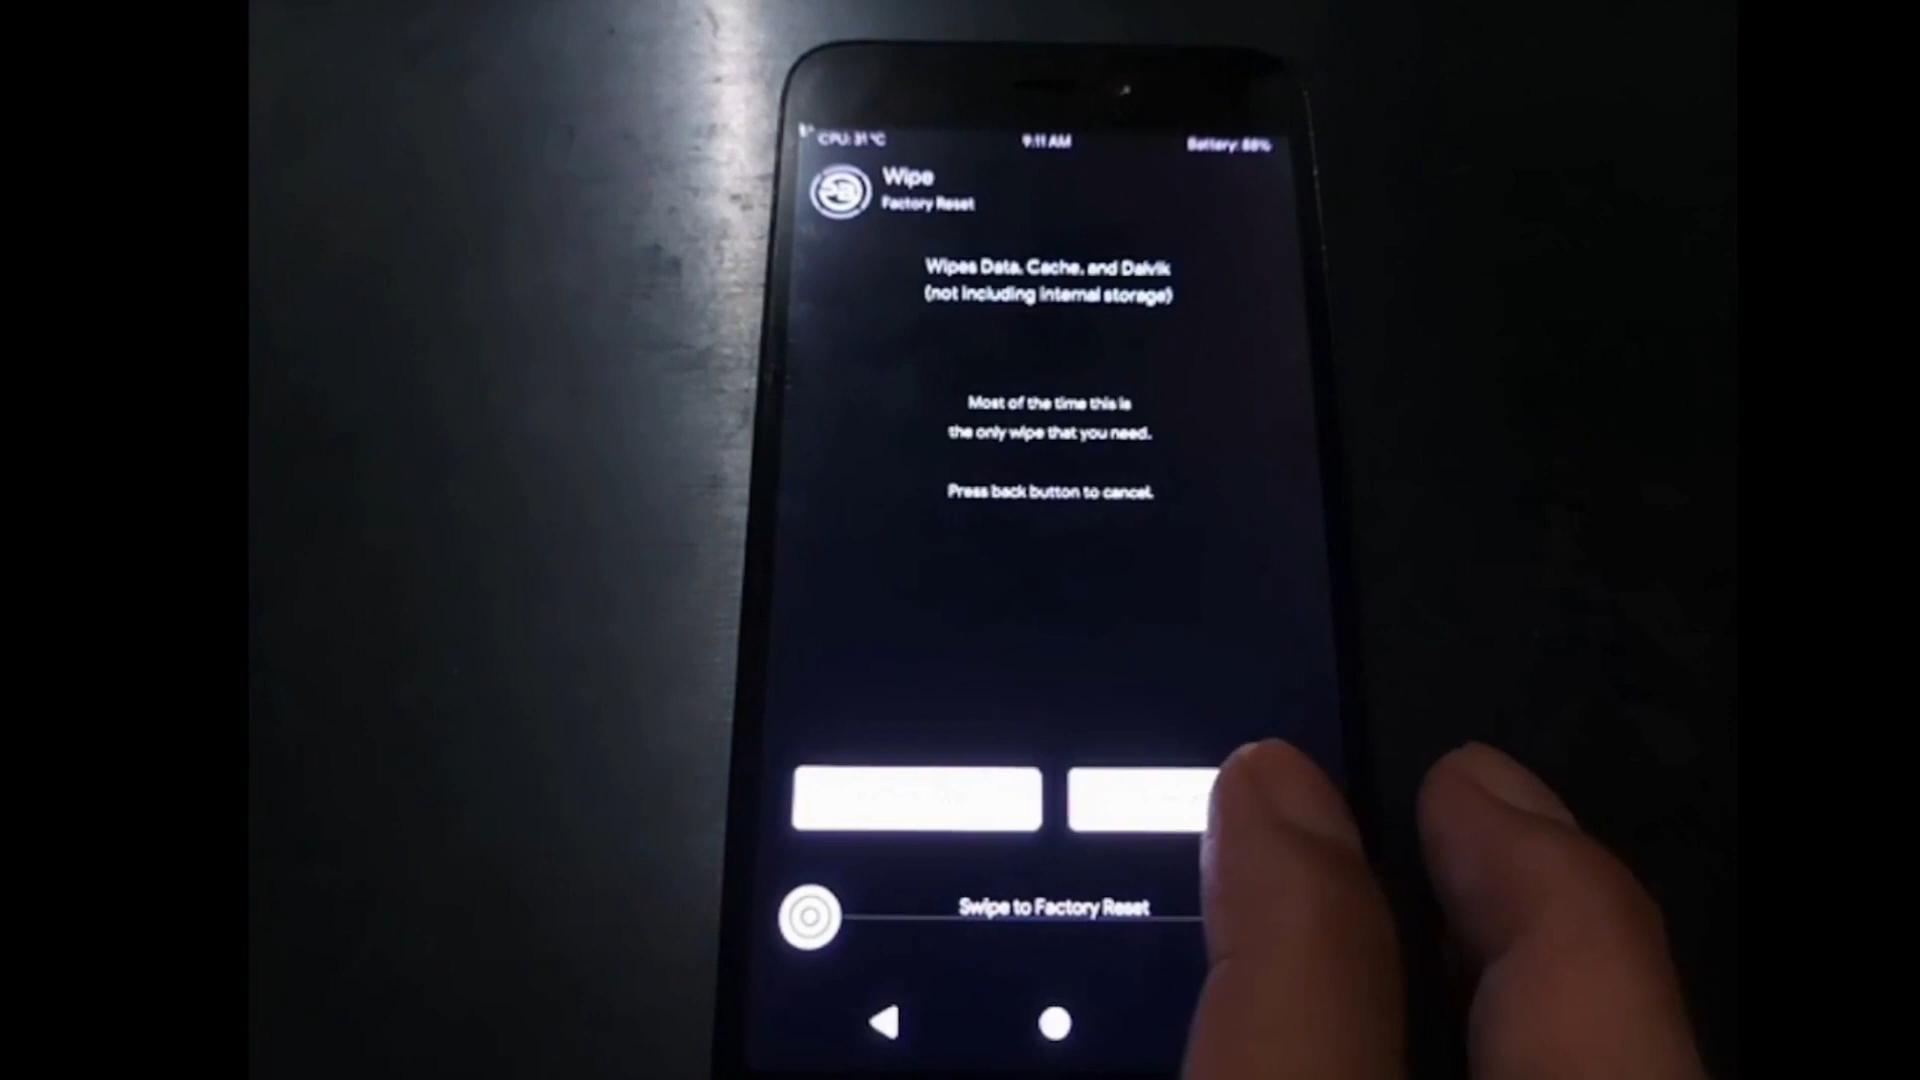 CPU: 31 °C
9:11 AM
Battery: 88%
Wipe
Factory Reset
Wipes Data, Cache, and Dalvik
(not including internal storage)
Most of the time this is
the only wipe that you need.
Press back button to cancel.
Swipe to Factory Reset